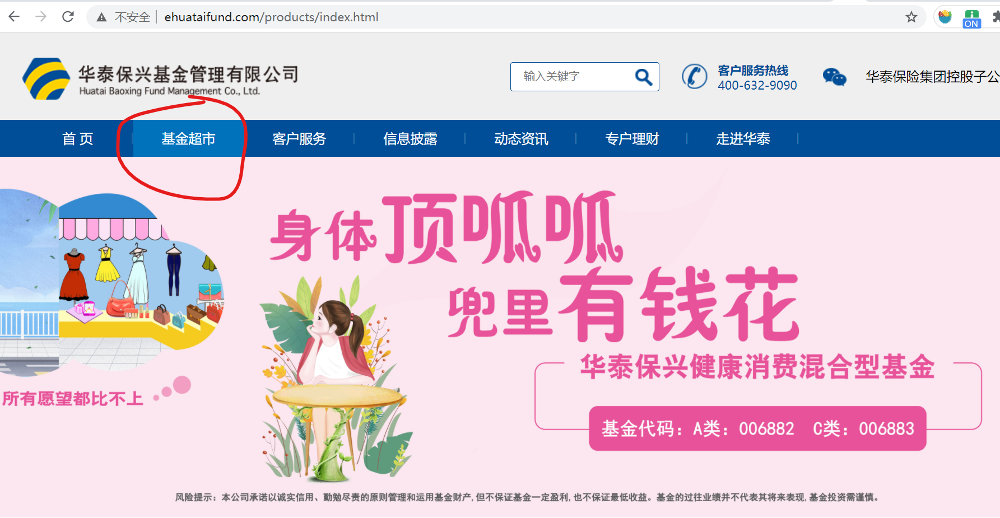 不安全 ehuataifund.com/products/index.html
ON
华泰保兴基金管理有限公司
Huatai Baoxing Fund Management Co., Ltd.
输入关键字
客户服务热线
400-632-9090
华泰保险集团控股子公
首页 基金超市 客户服务 信息披露 动态资讯 专户理财 走进华泰
身体顶呱呱
兜里有钱花
华泰保兴健康消费混合型基金
所有愿望都比不上
基金代码：A类：006882 C类：006883
风险提示：本公司承诺以诚实信用、勤勉尽责的原则管理和运用基金财产,但不保证基金一定盈利,也不保证最低收益。基金的过往业绩并不代表其将来表现,基金投资需谨慎。